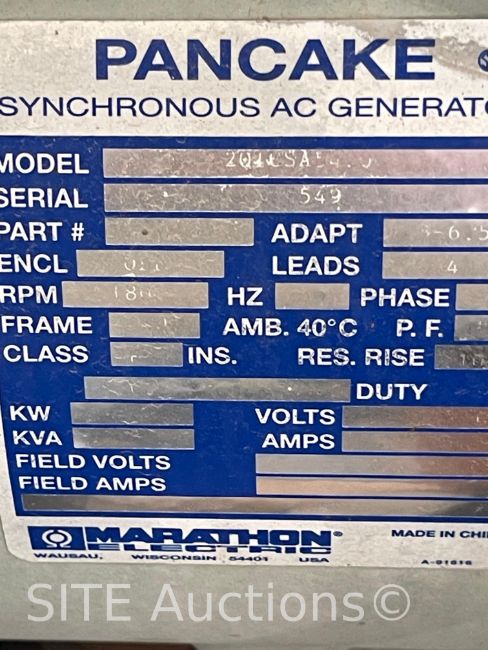 PANCAKE
SYNCHRONOUS AC GENERATO
MODEL
SERIAL 549
PART # ADAPT
ENCL LEADS 4
RPM HZ PHASE
FRAME AMB. 40°C P. F.
CLASS INS. RES. RISE
DUTY
KW VOLTS
KVA AMPS
FIELD VOLTS
FIELD AMPS
MARATHON®
ELECTRIC
MADE IN CHI
WAUSAU, WISCONSIN 54401 USA
SITE Auctions©